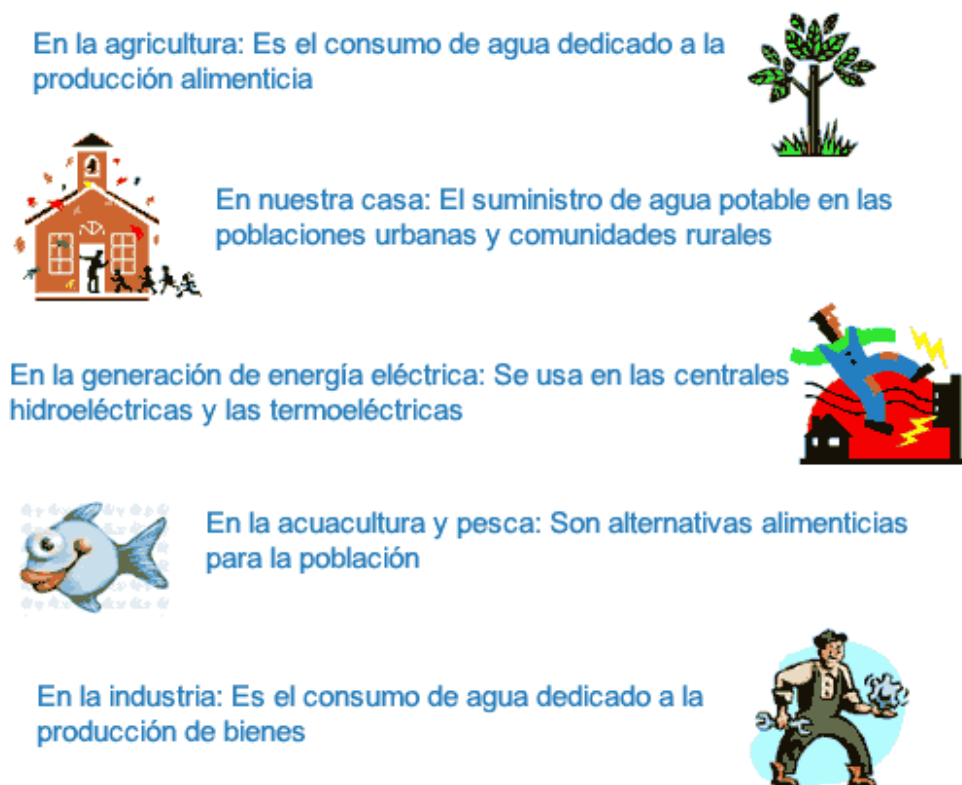 En la agricultura: Es el consumo de agua dedicado a la
producción alimenticia
En nuestra casa: El suministro de agua potable en las
poblaciones urbanas y comunidades rurales
En la generación de energía eléctrica: Se usa en las centrales
hidroeléctricas y las termoeléctricas
En la acuacultura y pesca: Son alternativas alimenticias
para la población
En la industria: Es el consumo de agua dedicado a la
producción de bienes